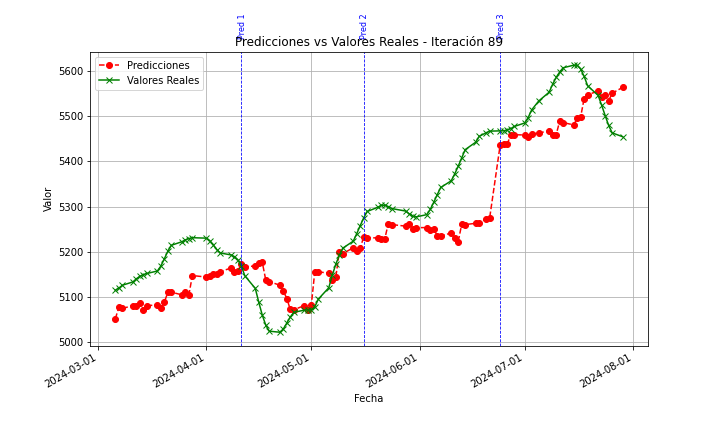 Pred 1
Pred 2
Pred 3
Predicciones vs Valores Reales - Iteración 89
Predicciones
Valores Reales
5600
5500
5400
5300
5200
5100
5000
Valor
2024-03-01
2024-04-01
2024-05-01
2024-06-01
2024-07-01
2024-08-01
Fecha